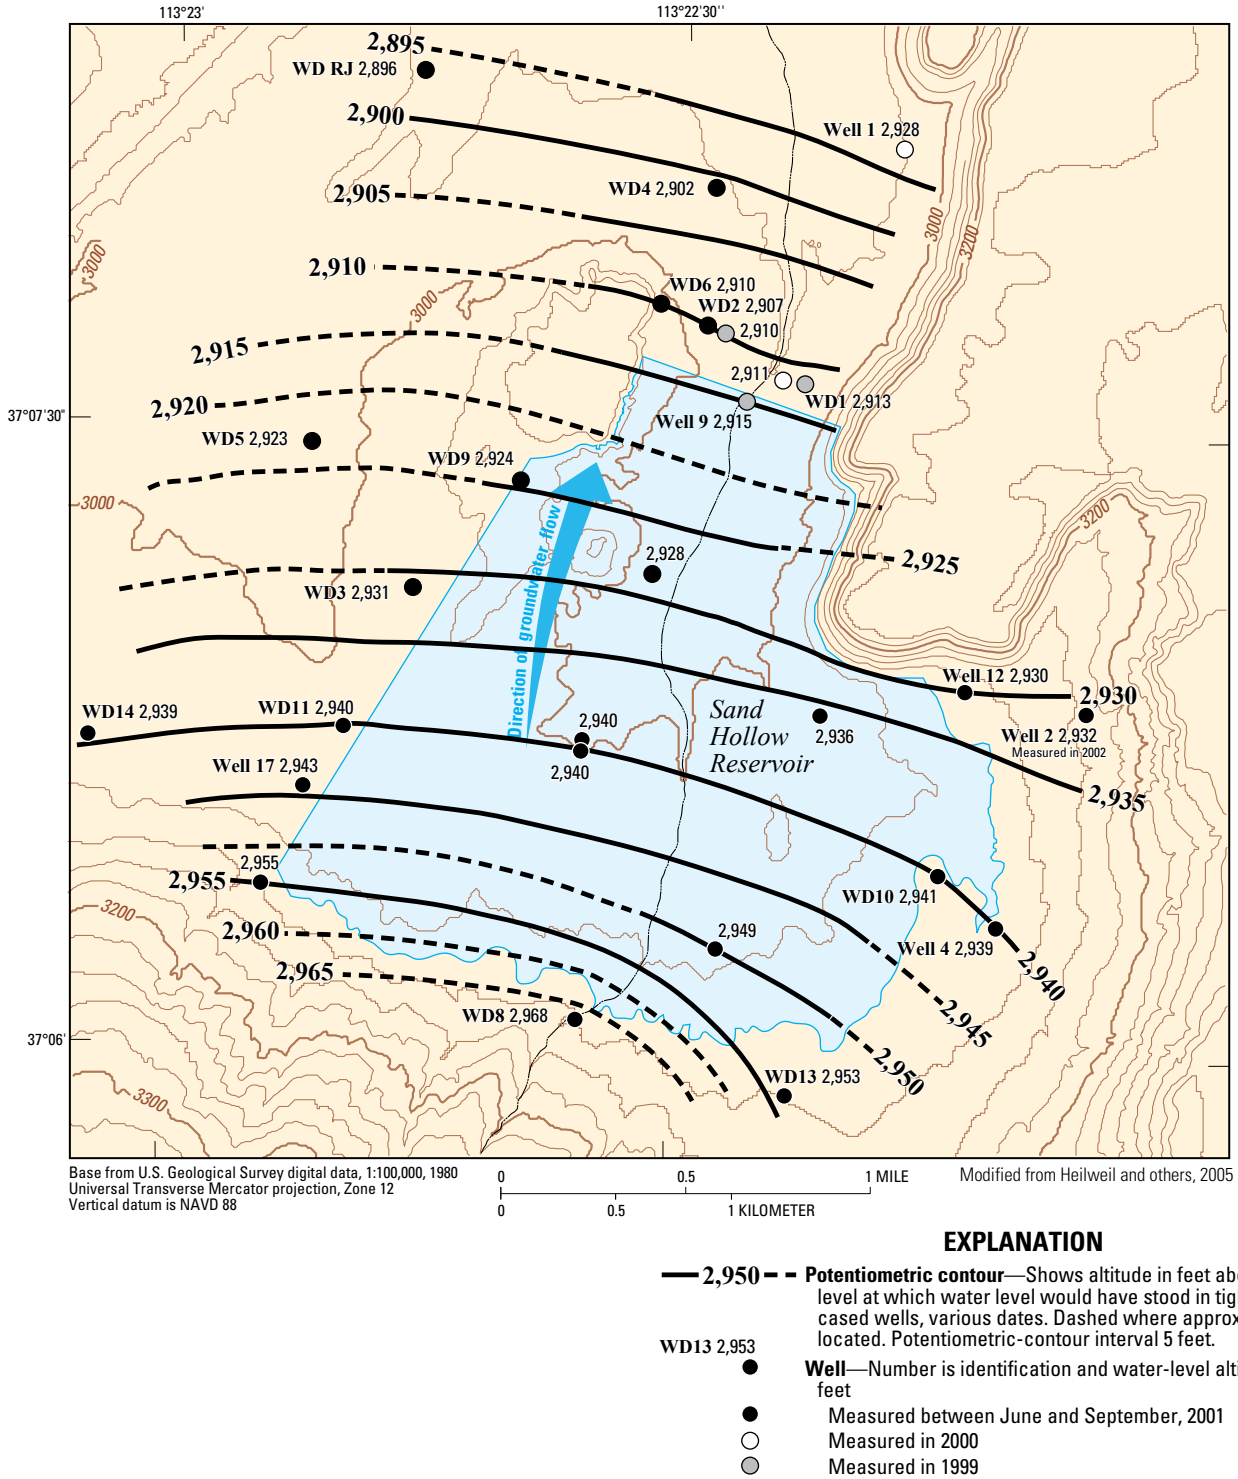 113°23'
113°22'30''
2,895
WD RJ 2,896
2,900
Well 1 2,928
WD4 2,902
2,905
3000
3200
3000
2,910
3000
WD6 2,910
WD2 2,907
2,910
2,915
2,911
WD1 2,913
2,920
Well 9 2,915
37°07'30"
WD5 2,923
WD9 2,924
3000
3200
Direction of groundwater flow
2,928
2,925
WD3 2,931
Well 12 2,930
2,930
WD14 2,939
WD11 2,940
2,940
2,940
Sand
Hollow
Reservoir
2,936
Well 2 2,932
Measured in 2002
Well 17 2,943
2,935
2,955
2,955
WD10 2,941
3200
2,960
2,949
Well 4 2,939
2,940
2,965
2,945
WD8 2,968
37°06'
2,950
WD13 2,953
3300
Base from U.S. Geological Survey digital data, 1:100,000, 1980
Universal Transverse Mercator projection, Zone 12
Vertical datum is NAVD 88
0 0.5 1 MILE
0 0.5 1 KILOMETER
Modified from Heilweil and others, 2005
EXPLANATION
2,950
Potentiometric contour—Shows altitude in feet
level at which water level would have stood in
cased wells, various dates. Dashed where
located. Potentiometric-contour interval 5 feet.
WD13 2,953
Well—Number is identification and water-level
feet
Measured between June and September, 2001
Measured in 2000
Measured in 1999